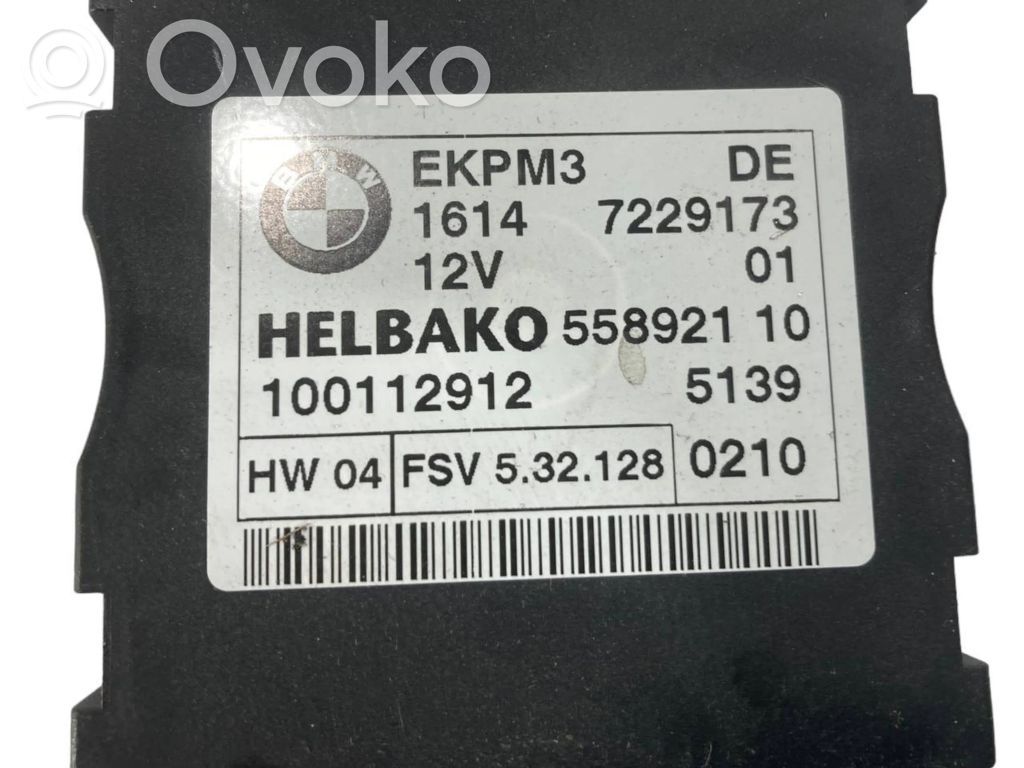 Ovoko
BMW
EKPM3 DE
1614 7229173
12V 01
HELBAKO 558921 10
100112912 5139
HW 04 FSV 5.32.128 0210